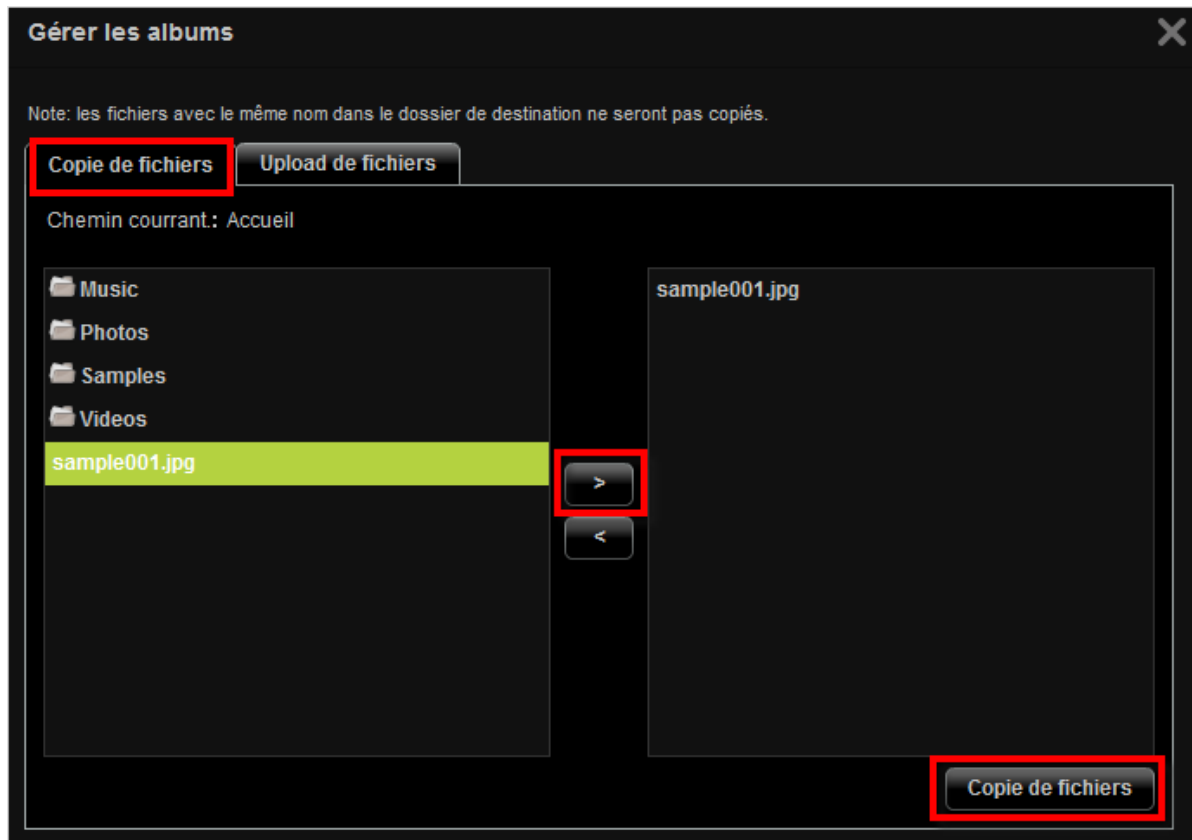 Gérer les albums
Note: les fichiers avec le même nom dans le dossier de destination ne seront pas copiés.
Copie de fichiers
Upload de fichiers
Chemin courrant.: Accueil
Music
Photos
Samples
Videos
sample001.jpg
>
<
sample001.jpg
Copie de fichiers